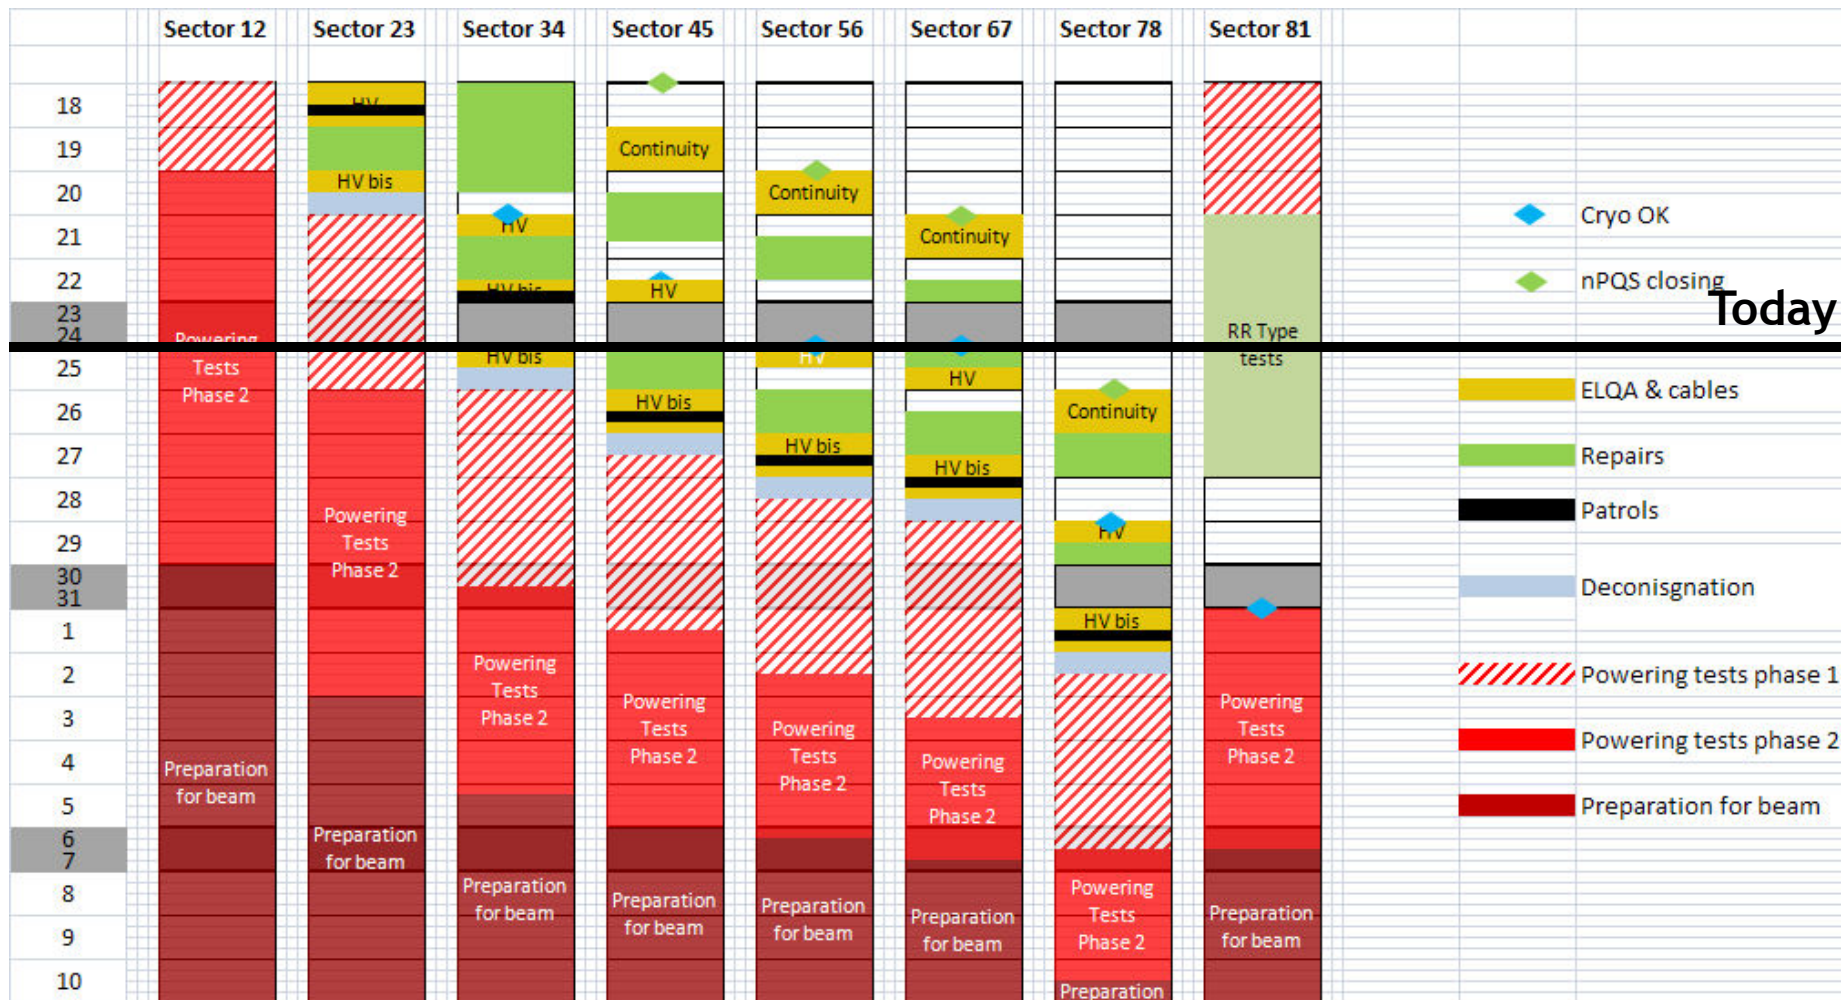 Sector 12 Sector 23 Sector 34 Sector 45 Sector 56 Sector 67 Sector 78 Sector 81
18 HV
19 Continuity
HV bis
20 Continuity
Cryo OK
HV
21 Continuity
22 HV bis HV
nPQS closing
Today
23
24
Powering
Tests
Phase 2
RR Type
tests
HV bis
HV
25 HV
ELQA & cables
HV bis
26 Continuity
HV bis
Repairs
27 HV bis
28
Patrols
Powering
Tests
Phase 2
HV
29
30
31
Deconisgnation
HV bis
1
Powering
Tests
Phase 2
2
Powering tests phase 1
Powering
Tests
Phase 2
Powering
Tests
Phase 2
Powering
Tests
Phase 2
3
Powering tests phase 2
Powering
Tests
Phase 2
4
Preparation
for beam
5
Preparation for beam
6
7
Preparation
for beam
8
Preparation
for beam
Preparation
for beam
Preparation
for beam
Preparation
for beam
Powering
Tests
Phase 2
Preparation
for beam
9
10
Preparation